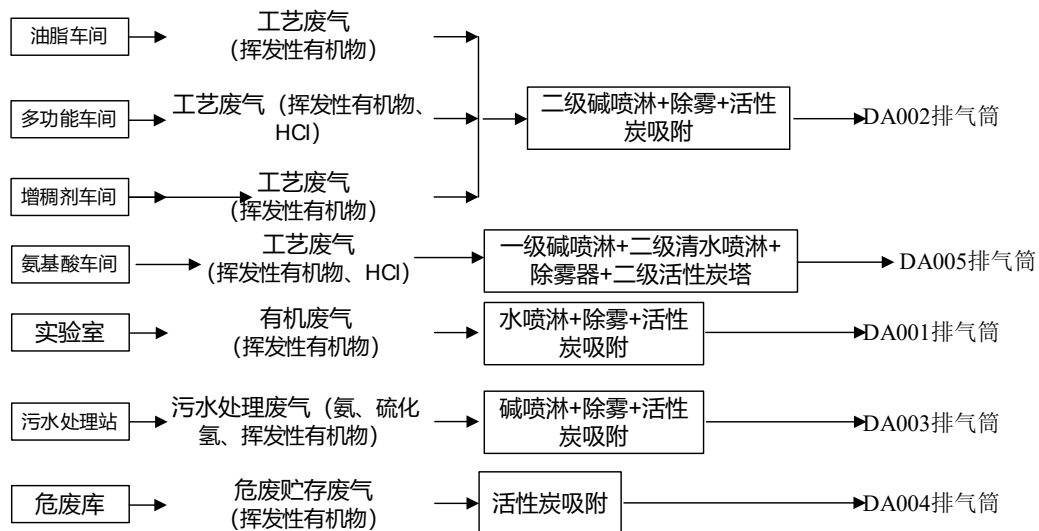 油脂车间
工艺废气
(挥发性有机物)
多功能车间
工艺废气（挥发性有机物、
HCl)
二级碱喷淋+除雾+活性
炭吸附
DA002排气筒
增稠剂车间
工艺废气
(挥发性有机物)
氨基酸车间
工艺废气
(挥发性有机物、HCl)
一级碱喷淋+二级清水喷淋+
除雾器+二级活性炭塔
DA005排气筒
实验室
有机废气
(挥发性有机物)
水喷淋+除雾+活性
炭吸附
DA001排气筒
污水处理站
污水处理废气（氨、硫化
氢、挥发性有机物）
碱喷淋+除雾+活性
炭吸附
DA003排气筒
危废库
危废贮存废气
(挥发性有机物)
活性炭吸附
DA004排气筒